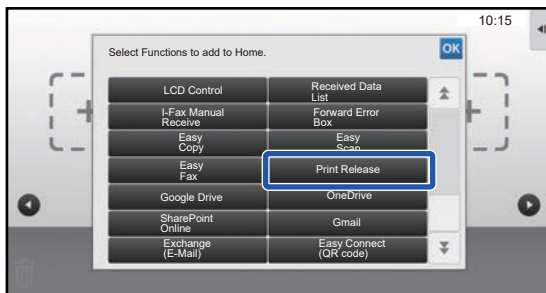 10:15
Select Functions to add to Home.
OK
LCD Control
Received Data
List
I-Fax Manual
Receive
Forward Error
Box
Easy
Copy
Easy
Scan
Easy
Fax
Print Release
Google Drive
OneDrive
SharePoint
Online
Gmail
Exchange
(E-Mail)
Easy Connect
(QR code)